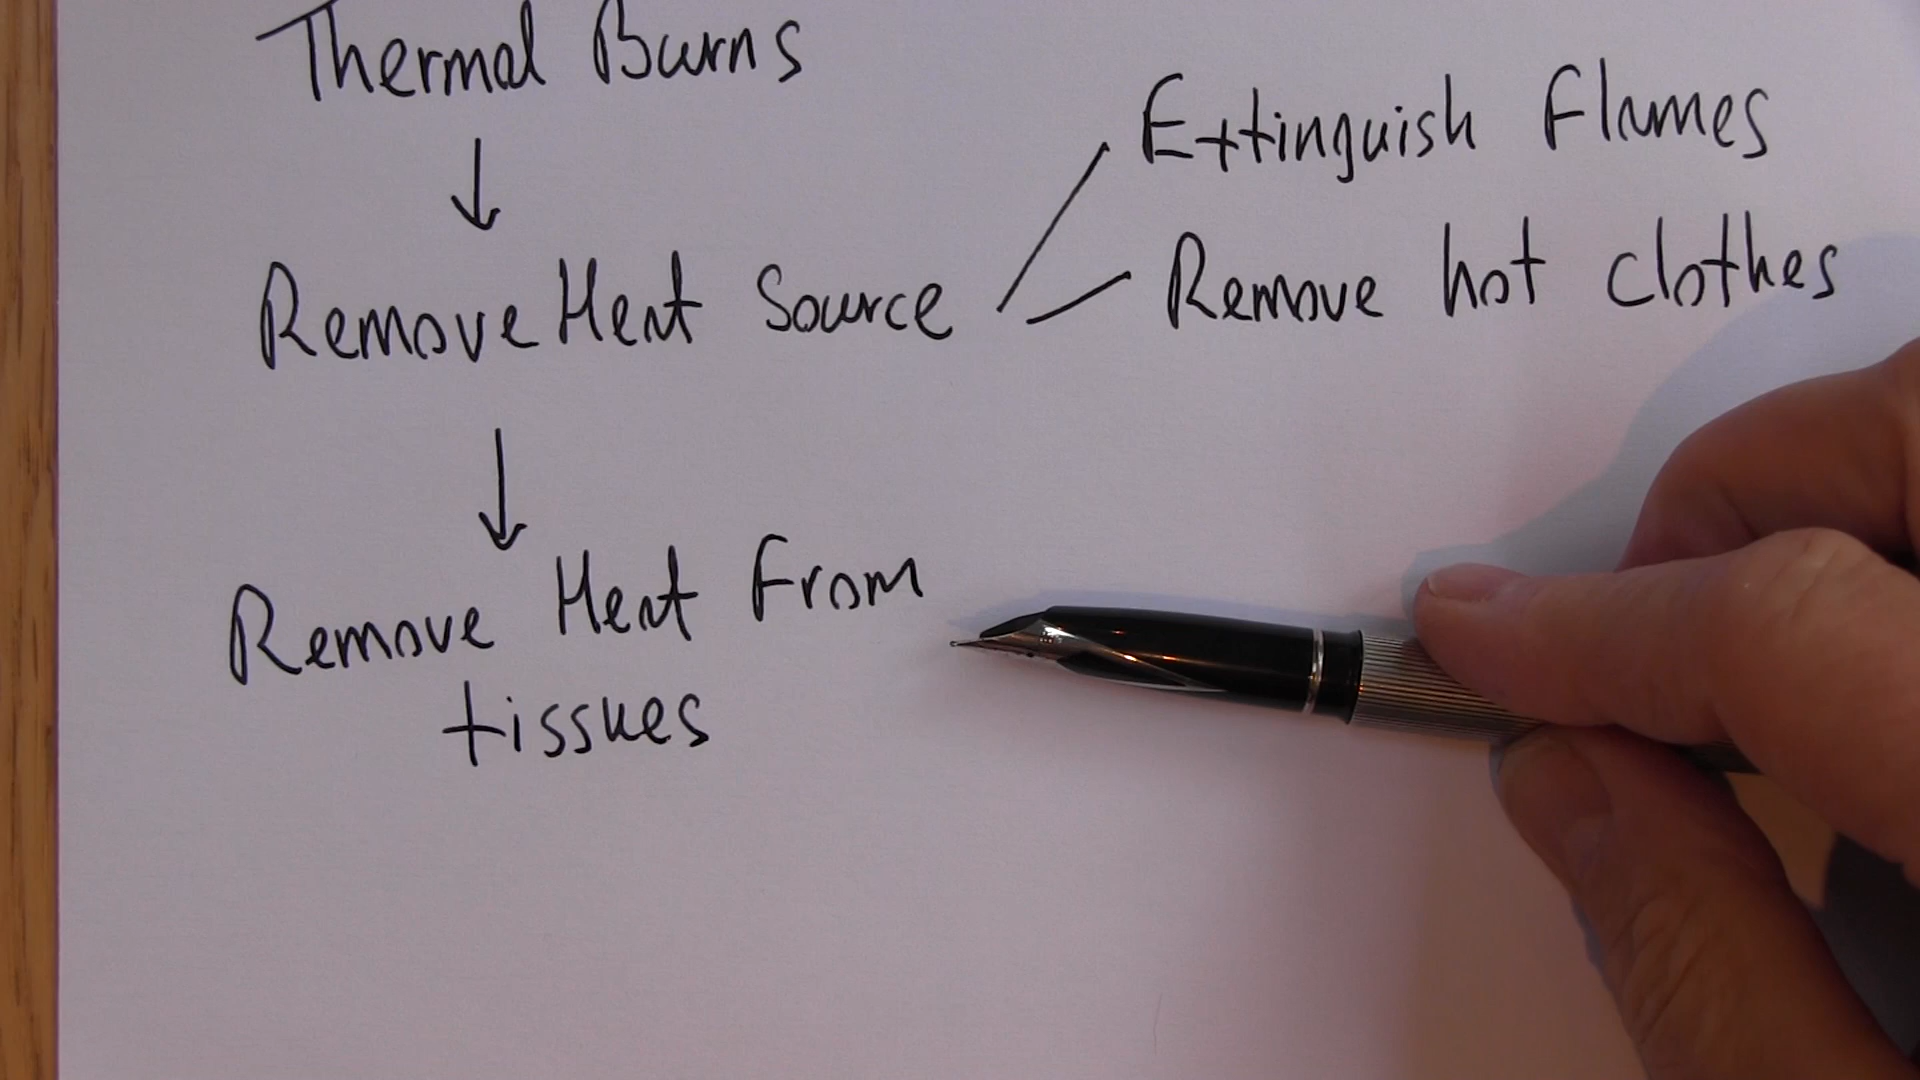 Thermal Burns
↓
Remove Heat Source
Extinguish Flames
Remove hot clothes
↓
Remove Heat From
tissues